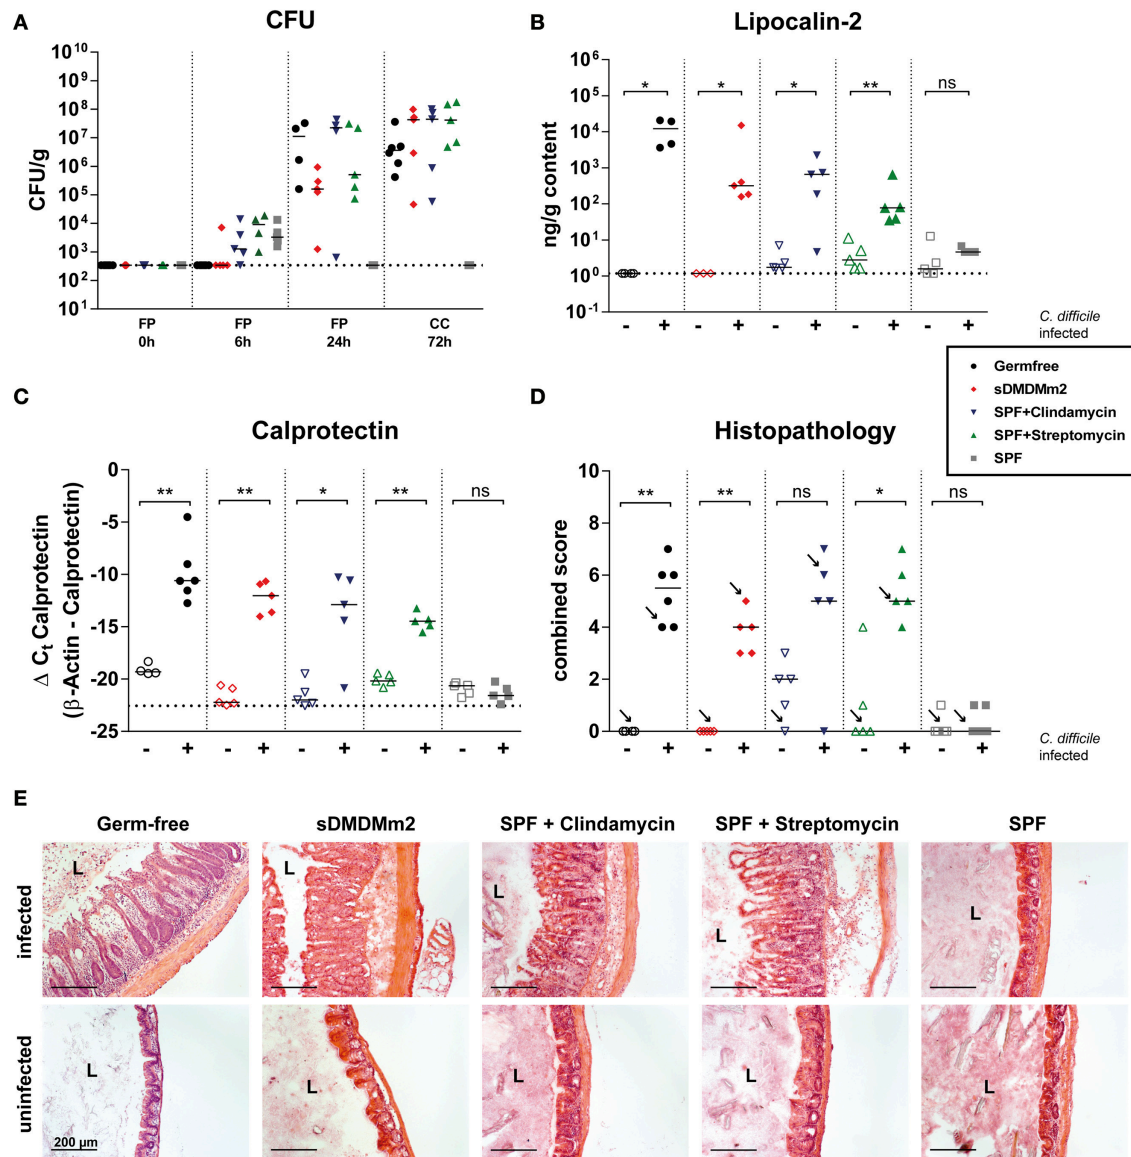 A
CFU
CFU/g
10^10
10^9
10^8
10^7
10^6
10^5
10^4
10^3
10^2
10^1
FP FP FP CC
0h 6h 24h 72h
B
Lipocalin-2
ng/g content
10^6
10^5
10^4
10^3
10^2
10^1
10^0
10^-1
* * * ** ns
- + - + - + - + - +
C. difficile
infected
Germfree
sDMDMm2
SPF+Clindamycin
SPF+Streptomycin
SPF
C
Calprotectin
Δ Ct Calprotectin
(β-Actin - Calprotectin)
0
-5
-10
-15
-20
-25
** ** * ** ns
- + - + - + - + - +
D
Histopathology
combined score
10
8
6
4
2
0
** ** ns * ns
- + - + - + - + - +
C. difficile
infected
E
Germ-free sDMDMm2 SPF + Clindamycin SPF + Streptomycin SPF
infected
L L L L L
uninfected
L L L L L
200 µm